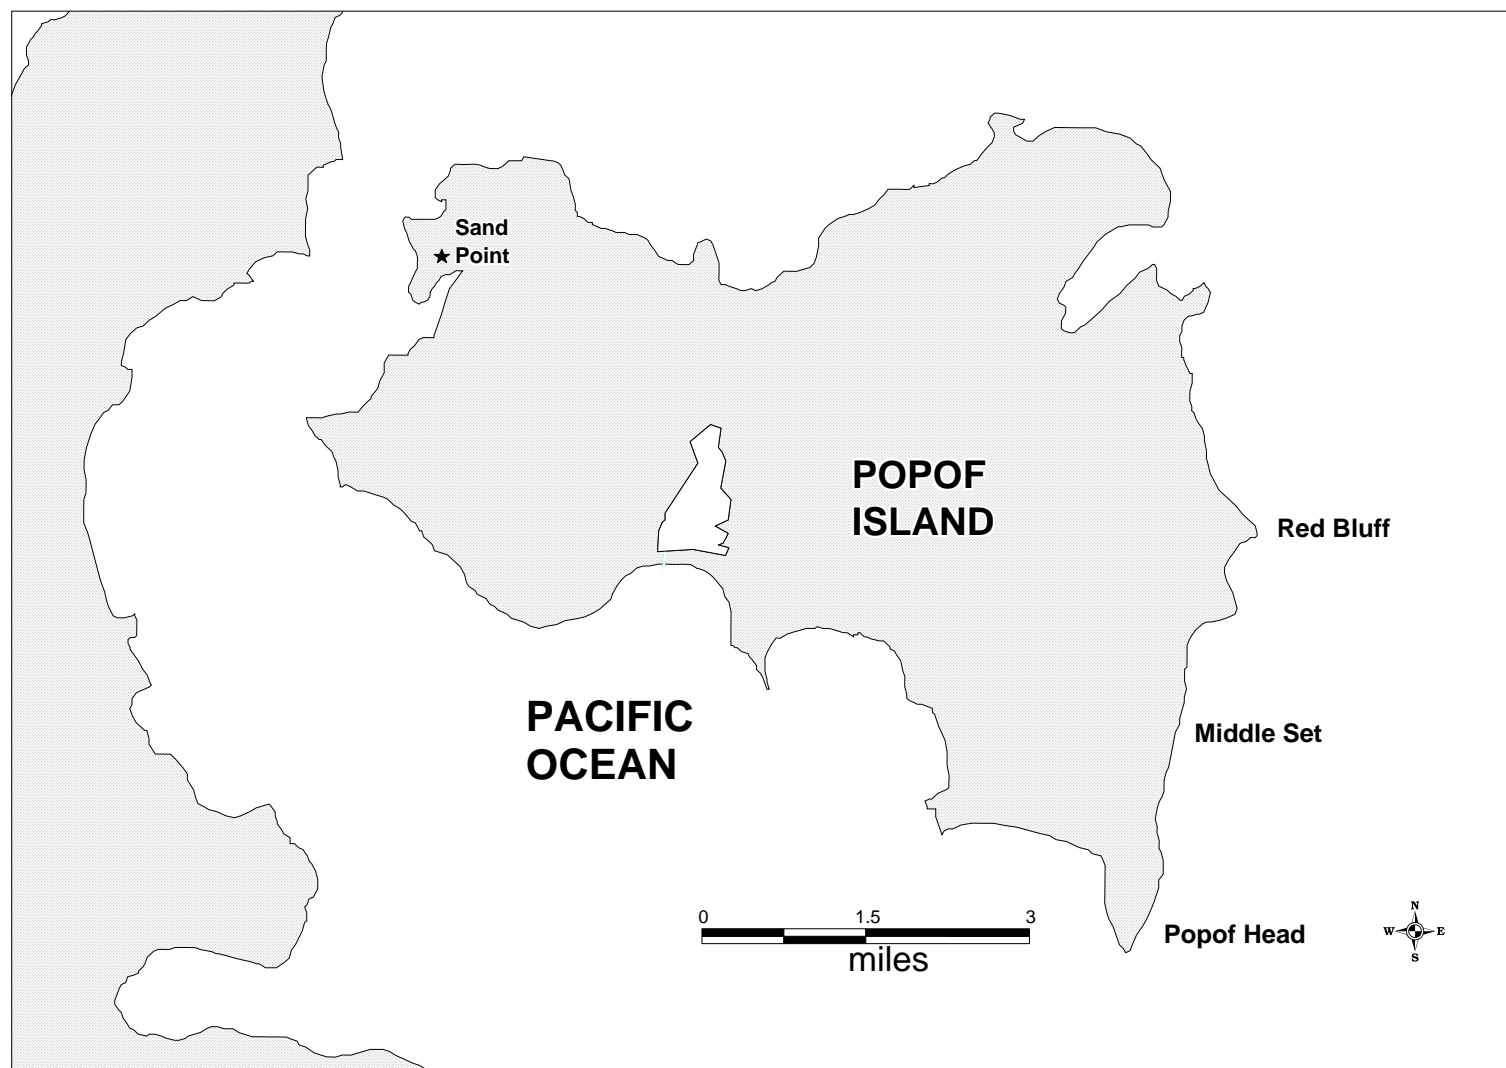 Sand
Point
POPOF
ISLAND
Red Bluff
PACIFIC
OCEAN
Middle Set
0 1.5 3
miles
Popof Head
N
W E
S